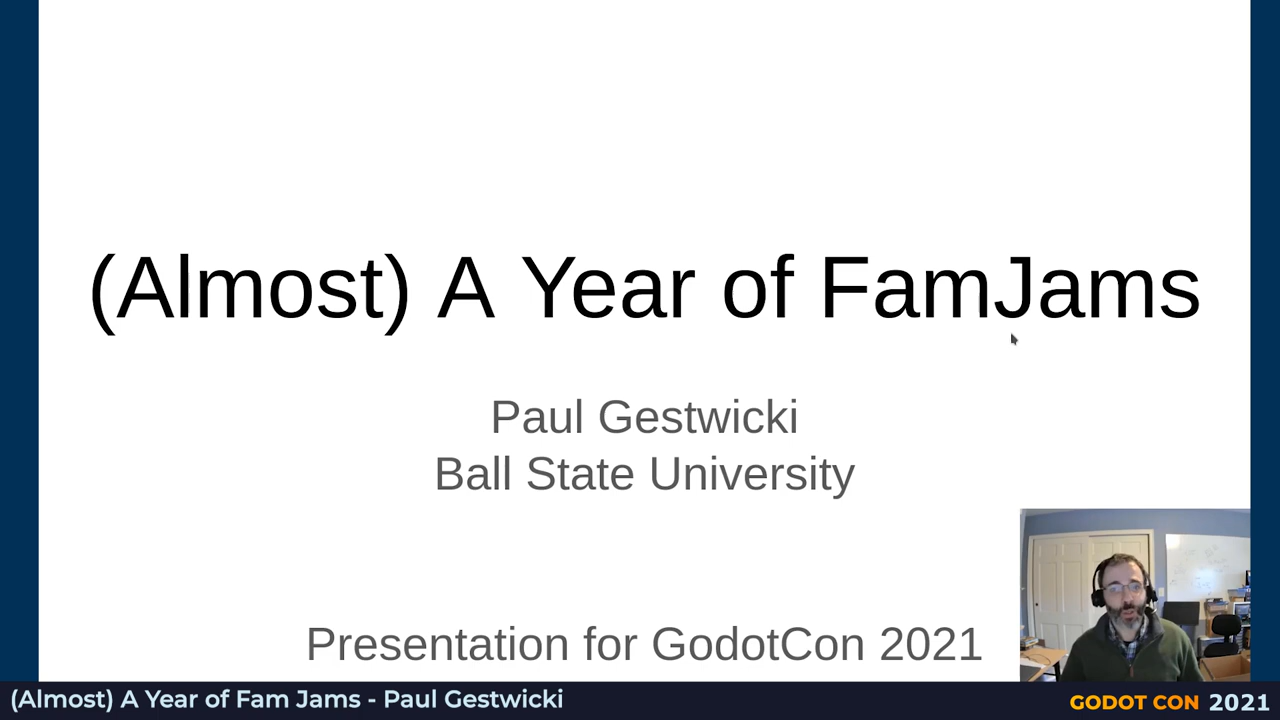 (Almost) A Year of FamJams
Paul Gestwicki
Ball State University
Presentation for GodotCon 2021
(Almost) A Year of Fam Jams - Paul Gestwicki
GODOT CON 2021